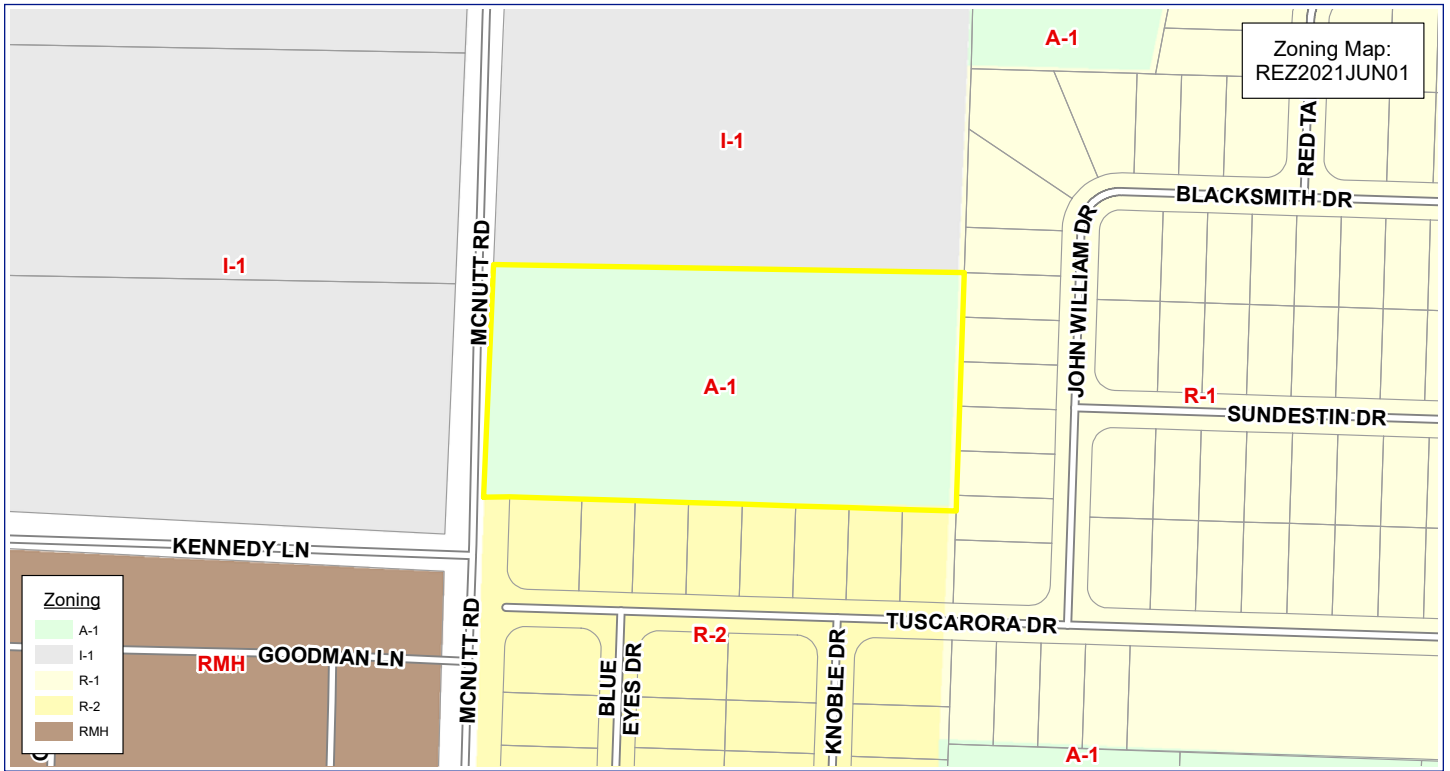 A-1
Zoning Map:
REZ2021JUN01
RED TA
I-1
BLACKSMITH DR
MCNUTT RD
JOHN WILLIAM DR
I-1
A-1
R-1
SUNDESTIN DR
KENNEDY LN
Zoning
A-1
I-1
R-1
R-2
RMH
MCNUTT RD
TUSCARORA DR
R-2
GOODMAN LN
RMH
BLUE
EYES DR
KNOBLE DR
A-1